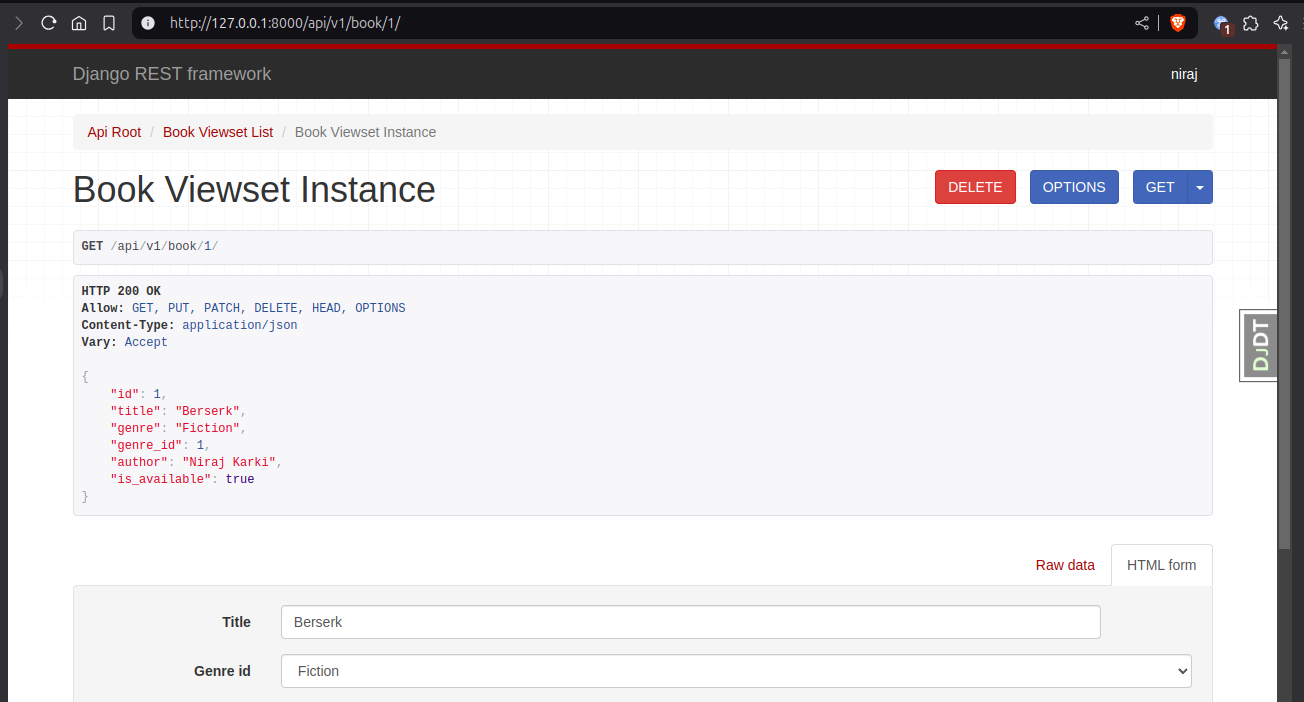 http://127.0.0.1:8000/api/v1/book/1/
1
Django REST framework
niraj
Api Root / Book Viewset List / Book Viewset Instance
Book Viewset Instance
DELETE
OPTIONS
GET
GET /api/v1/book/1/
HTTP 200 OK
Allow: GET, PUT, PATCH, DELETE, HEAD, OPTIONS
Content-Type: application/json
Vary: Accept
{
"id": 1,
"title": "Berserk",
"genre": "Fiction",
"genre_id": 1,
"author": "Niraj Karki",
"is_available": true
}
DJDT
Raw data
HTML form
Title
Berserk
Genre id
Fiction